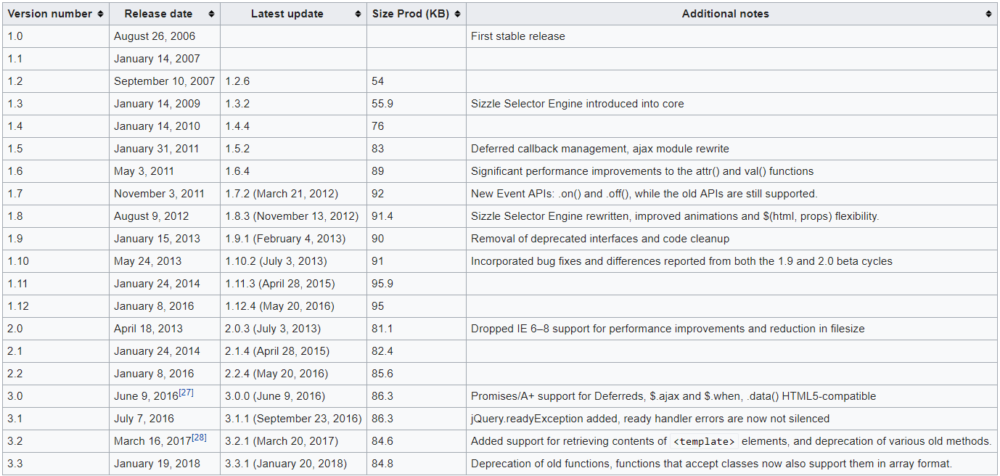 Version number Release date Latest update Size Prod (KB) Additional notes
1.0 August 26, 2006 First stable release
1.1 January 14, 2007
1.2 September 10, 2007 1.2.6 54
1.3 January 14, 2009 1.3.2 55.9 Sizzle Selector Engine introduced into core
1.4 January 14, 2010 1.4.4 76
1.5 January 31, 2011 1.5.2 83 Deferred callback management, ajax module rewrite
1.6 May 3, 2011 1.6.4 89 Significant performance improvements to the attr() and val() functions
1.7 November 3, 2011 1.7.2 (March 21, 2012) 92 New Event APIs: .on() and .off(), while the old APIs are still supported.
1.8 August 9, 2012 1.8.3 (November 13, 2012) 91.4 Sizzle Selector Engine rewritten, improved animations and $(html, props) flexibility.
1.9 January 15, 2013 1.9.1 (February 4, 2013) 90 Removal of deprecated interfaces and code cleanup
1.10 May 24, 2013 1.10.2 (July 3, 2013) 91 Incorporated bug fixes and differences reported from both the 1.9 and 2.0 beta cycles
1.11 January 24, 2014 1.11.3 (April 28, 2015) 95.9
1.12 January 8, 2016 1.12.4 (May 20, 2016) 95
2.0 April 18, 2013 2.0.3 (July 3, 2013) 81.1 Dropped IE 6–8 support for performance improvements and reduction in filesize
2.1 January 24, 2014 2.1.4 (April 28, 2015) 82.4
2.2 January 8, 2016 2.2.4 (May 20, 2016) 85.6
3.0 June 9, 2016[27] 3.0.0 (June 9, 2016) 86.3 Promises/A+ support for Deferreds, $.ajax and $.when, .data() HTML5-compatible
3.1 July 7, 2016 3.1.1 (September 23, 2016) 86.3 jQuery.readyException added, ready handler errors are now not silenced
3.2 March 16, 2017[28] 3.2.1 (March 20, 2017) 84.6 Added support for retrieving contents of <template> elements, and deprecation of various old methods.
3.3 January 19, 2018 3.3.1 (January 20, 2018) 84.8 Deprecation of old functions, functions that accept classes now also support them in array format.